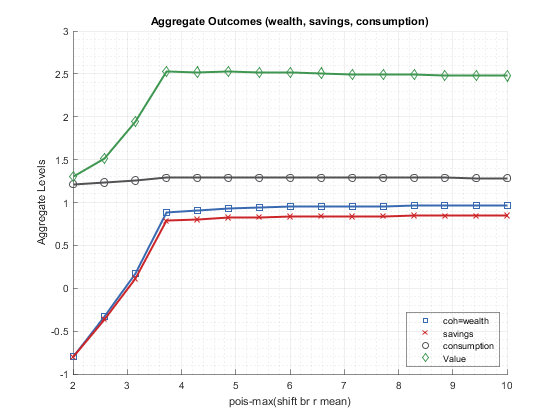 Aggregate Outcomes (wealth, savings, consumption)
3
2.5
2
1.5
1
0.5
0
-0.5
-1
Aggregate Levels
2 3 4 5 6 7 8 9 10
pois-max(shift br r mean)
coh=wealth
savings
consumption
Value